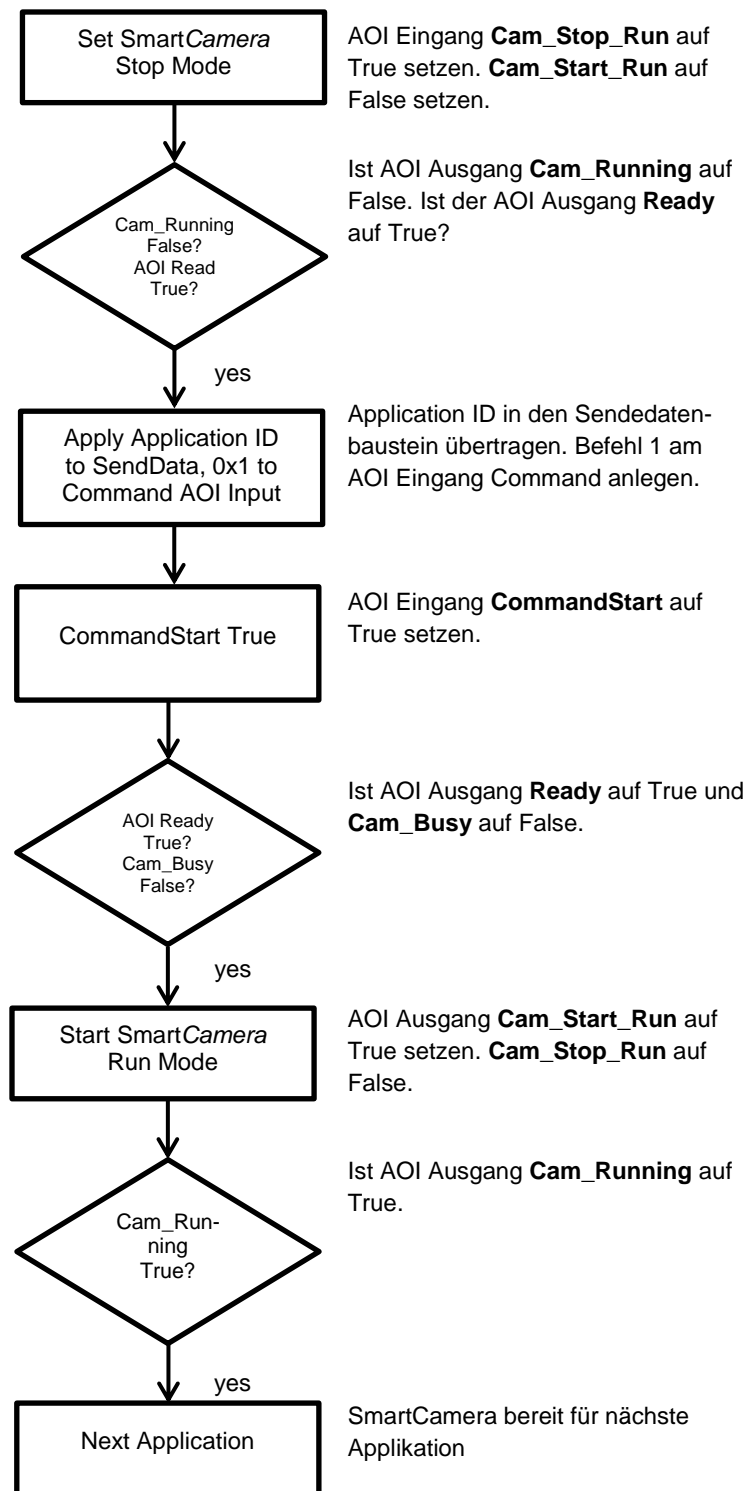 Set SmartCamera
Stop Mode
AOI Eingang Cam_Stop_Run auf
True setzen. Cam_Start_Run auf
False setzen.
Cam_Running
False?
AOI Read
True?
Ist AOI Ausgang Cam_Running auf
False. Ist der AOI Ausgang Ready
auf True?
yes
Apply Application ID
to SendData, 0x1 to
Command AOI Input
Application ID in den Sendedaten-
baustein übertragen. Befehl 1 am
AOI Eingang Command anlegen.
CommandStart True
AOI Eingang CommandStart auf
True setzen.
AOI Ready
True?
Cam_Busy
False?
Ist AOI Ausgang Ready auf True und
Cam_Busy auf False.
yes
Start SmartCamera
Run Mode
AOI Ausgang Cam_Start_Run auf
True setzen. Cam_Stop_Run auf
False.
Cam_Run-
ning
True?
Ist AOI Ausgang Cam_Running auf
True.
yes
Next Application
SmartCamera bereit für nächste
Applikation